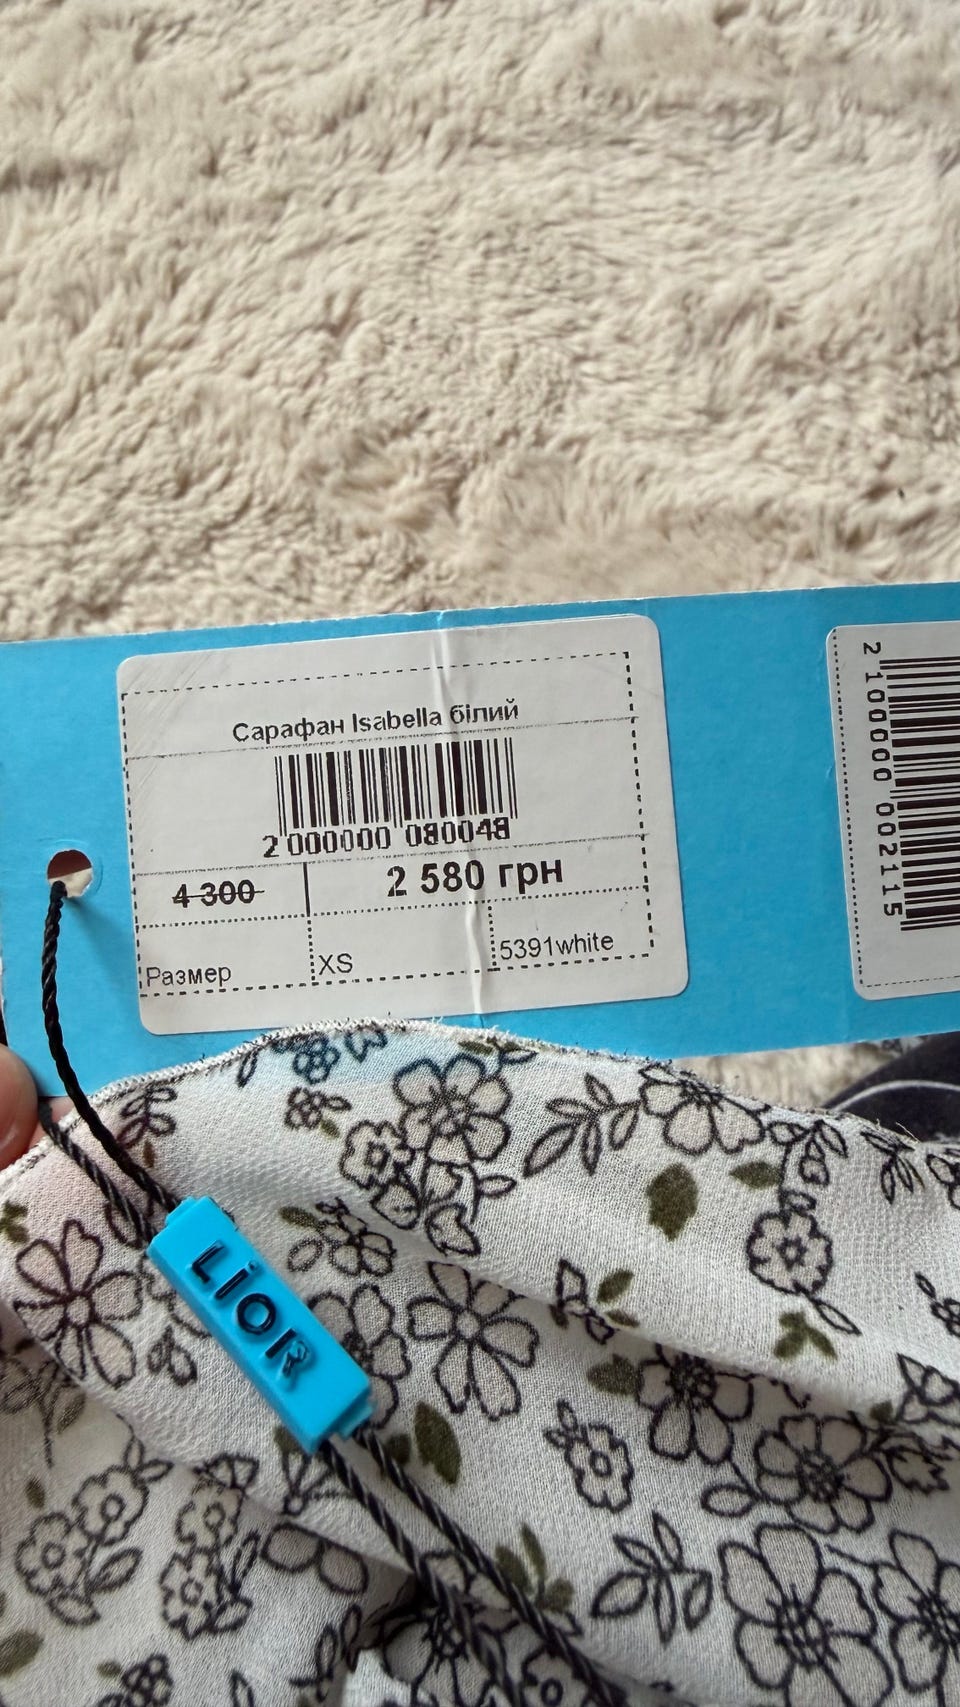 Сарафан Isabella білий
2 000000 080048
4 300 2 580 грн
Размер XS 5391white
2 100000 002115
Lior